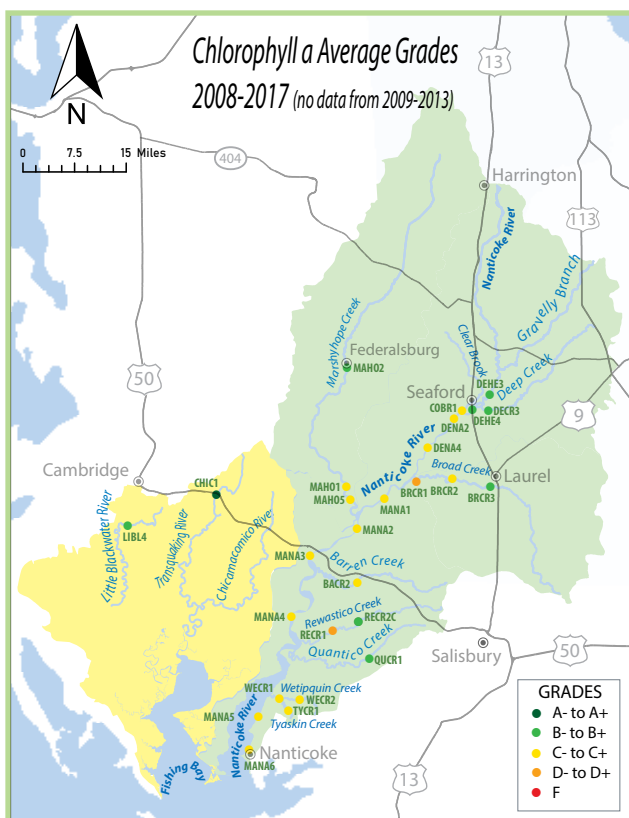 Chlorophyll a Average Grades
2008-2017 (no data from 2009-2013)
N
0 7.5 15 Miles
13
404
Harrington
113
Nanticoke River
Gravelly Branch
Marshyhope Creek
Clear Brook
Federalsburg
MAHO2
50
DEHE3
Deep Creek
Seaford
COBR1
DECR3
DEHE4
DENA2
9
Nanticoke River
DENA4
Broad Creek
Laurel
Cambridge
CHIC1
MAHO1
MAHO5
MANA1
BRCR1
BRCR2
BRCR3
Little Blackwater River
LIBL4
Transquaking River
Chicamacomico River
MANA2
MANA3
Barren Creek
BACR2
MANA4
Rewastico Creek
RECR2C
RECR1
Quantico Creek
QUCR1
Salisbury
50
WECR1
Wetipquin Creek
WECR2
TYCR1
MANA5
Tyaskin Creek
Nanticoke River
Nanticoke
MANA6
Fishing Bay
13
GRADES
A- to A+
B- to B+
C- to C+
D- to D+
F